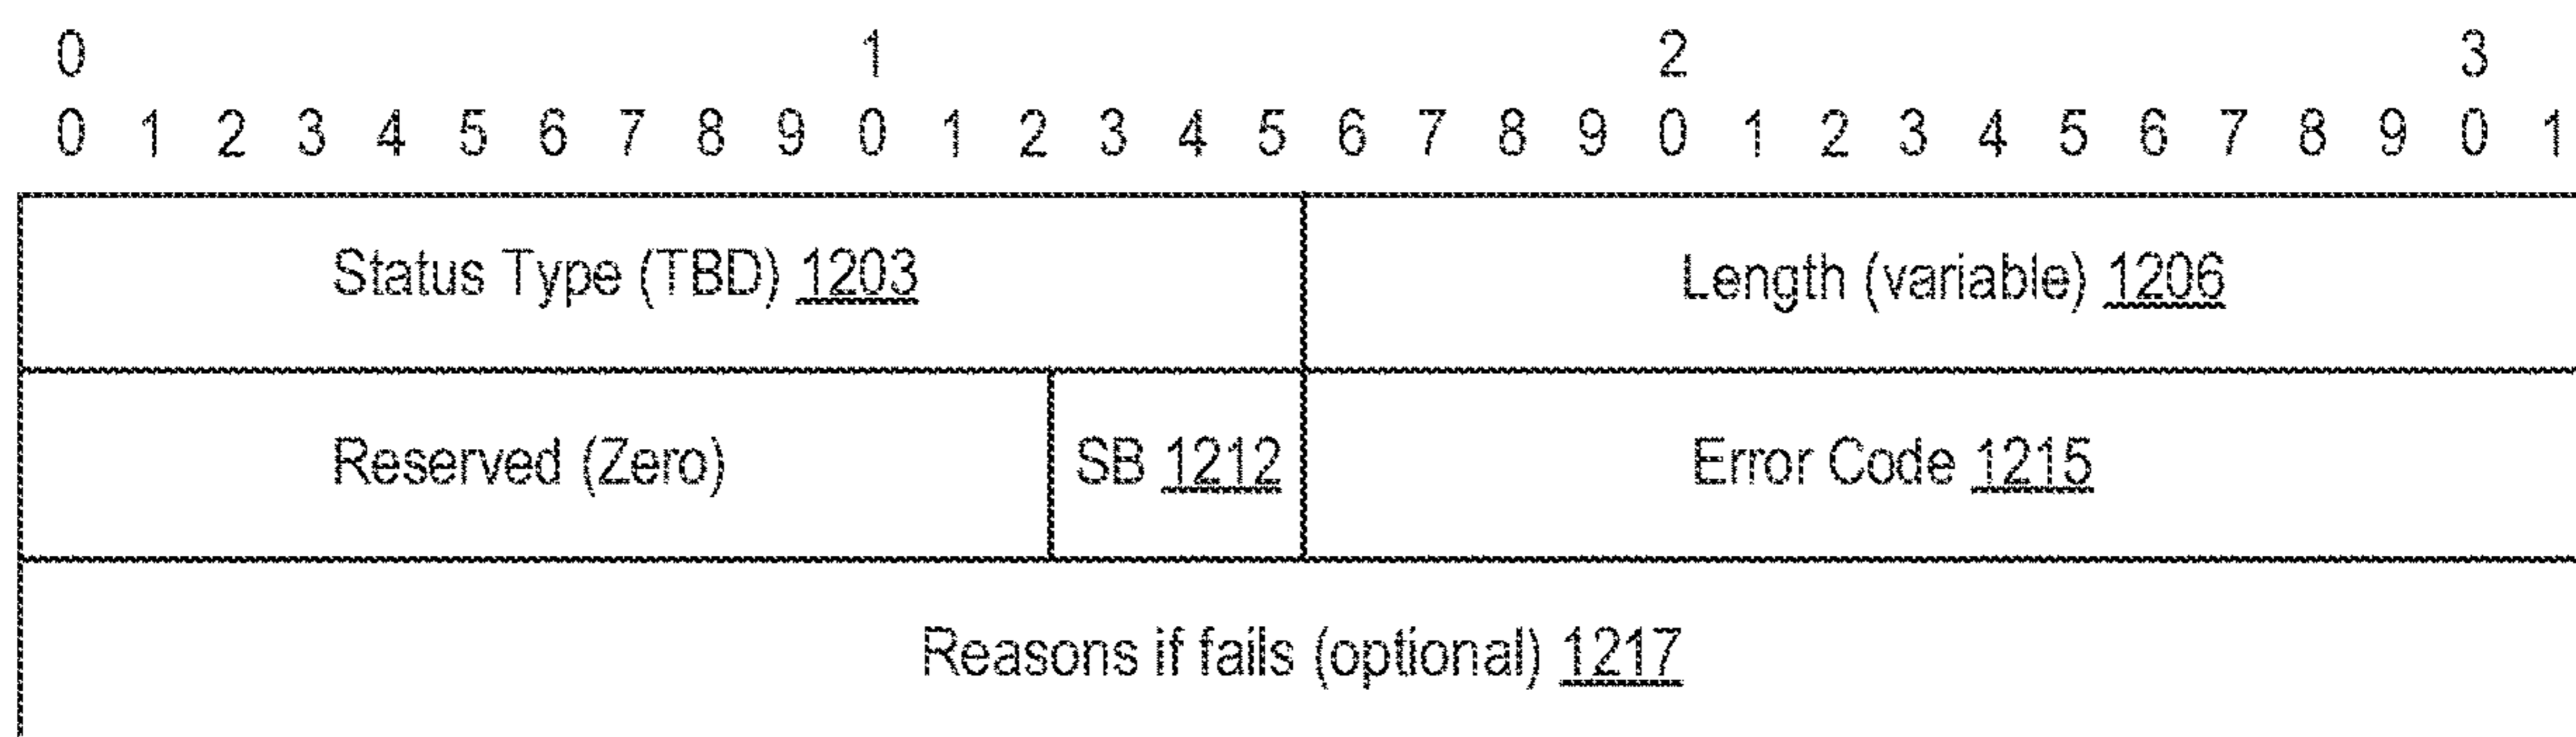 0 1 2 3
0 1 2 3 4 5 6 7 8 9 0 1 2 3 4 5 6 7 8 9 0 1 2 3 4 5 6 7 8 9 0 1
Status Type (TBD) 1203 Length (variable) 1206
Reserved (Zero) SB 1212 Error Code 1215
Reasons if fails (optional) 1217